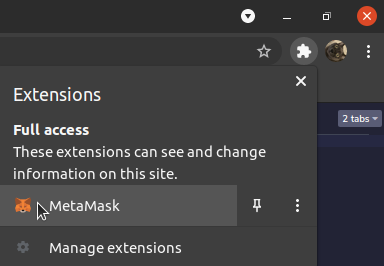 2 tabs
Extensions
Full access
These extensions can see and change
information on this site.
MetaMask
Manage extensions